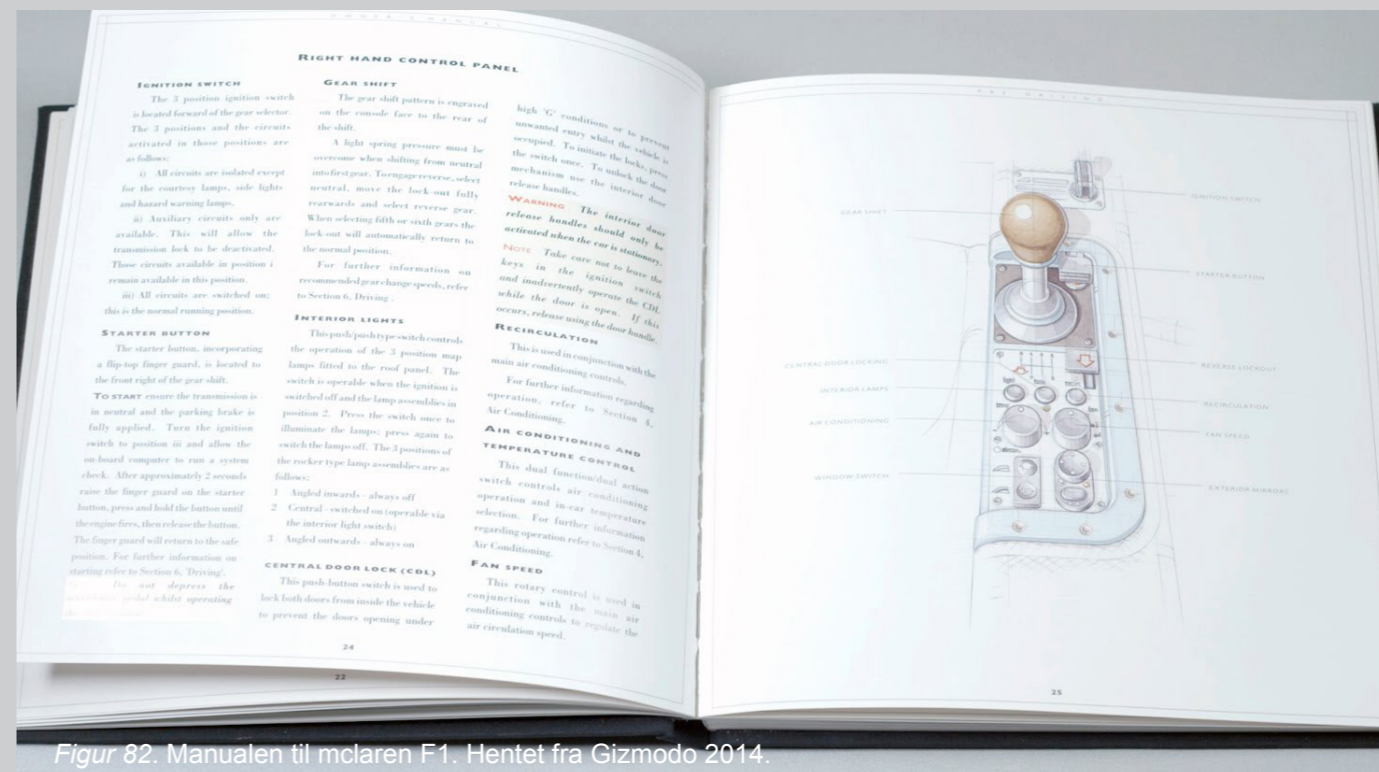 OWNER'S MANUAL
RIGHT HAND CONTROL PANEL
IGNITION SWITCH
The 3 position ignition switch
is located forward of the gear selector.
The 3 positions and the circuits
activated in those positions are
as follows:
i) All circuits are isolated except
for the courtesy lamps, side lights
and hazard warning lamps.
ii) Auxiliary circuits only are
available. This will allow the
transmission lock to be deactivated.
Those circuits available in position i
remain available in this position.
iii) All circuits are switched on;
this is the normal running position.
STARTER BUTTON
The starter button, incorporating
a flip-top finger guard, is located to
the front right of the gear shift.
TO START ensure the transmission is
in neutral and the parking brake is
fully applied. Turn the ignition
switch to position iii and allow the
on-board computer to run a system
check. After approximately 2 seconds
raise the finger guard on the starter
button, press and hold the button until
the engine fires, then release the button.
The finger guard will return to the safe
position. For further information on
starting refer to Section 6, 'Driving'.
Do not depress the
pedal whilst operating
GEAR SHIFT
The gear shift pattern is engraved
on the console face to the rear of
the shift.
A light spring pressure must be
overcome when shifting from neutral
into first gear. To engage reverse, select
neutral, move the lock-out fully
rearwards and select reverse gear.
When selecting fifth or sixth gears the
lock-out will automatically return to
the normal position.
For further information on
recommended gear change speeds, refer
to Section 6, Driving .
INTERIOR LIGHTS
This push/push type switch controls
the operation of the 3 position map
lamps fitted to the roof panel. The
switch is operable when the ignition is
switched off and the lamp assemblies in
position 2. Press the switch once to
illuminate the lamps; press again to
switch the lamps off. The 3 positions of
the rocker type lamp assemblies are as
follows:
1 Angled inwards - always off
2 Central - switched on (operable via
the interior light switch)
3 Angled outwards - always on
CENTRAL DOOR LOCK (CDL)
This push-button switch is used to
lock both doors from inside the vehicle
to prevent the doors opening under
high 'G' conditions or to prevent
unwanted entry whilst the vehicle is
occupied. To initiate the locks, press
the switch once. To unlock the door
mechanism use the interior door
release handles.
WARNING The interior door
release handles should only be
activated when the car is stationary.
NOTE Take care not to leave the
keys in the ignition switch
and inadvertently operate the CDL
while the door is open. If this
occurs, release using the door handle.
RECIRCULATION
This is used in conjunction with the
main air conditioning controls.
For further information regarding
operation, refer to Section 4,
Air Conditioning.
AIR CONDITIONING AND
TEMPERATURE CONTROL
This dual function/dual action
switch controls air conditioning
operation and in-car temperature
selection. For further information
regarding operation refer to Section 4,
Air Conditioning.
FAN SPEED
This rotary control is used in
conjunction with the main air
conditioning controls to regulate the
air circulation speed.
24
22
IGNITION SWITCH
GEAR SHIFT
STARTER BUTTON
CENTRAL DOOR LOCKING
REVERSE LOCKOUT
INTERIOR LAMPS
RECIRCULATION
AIR CONDITIONING
FAN SPEED
WINDOW SWITCH
EXTERIOR MIRRORS
25
Figur 82. Manualen til mclaren F1. Hentet fra Gizmodo 2014.